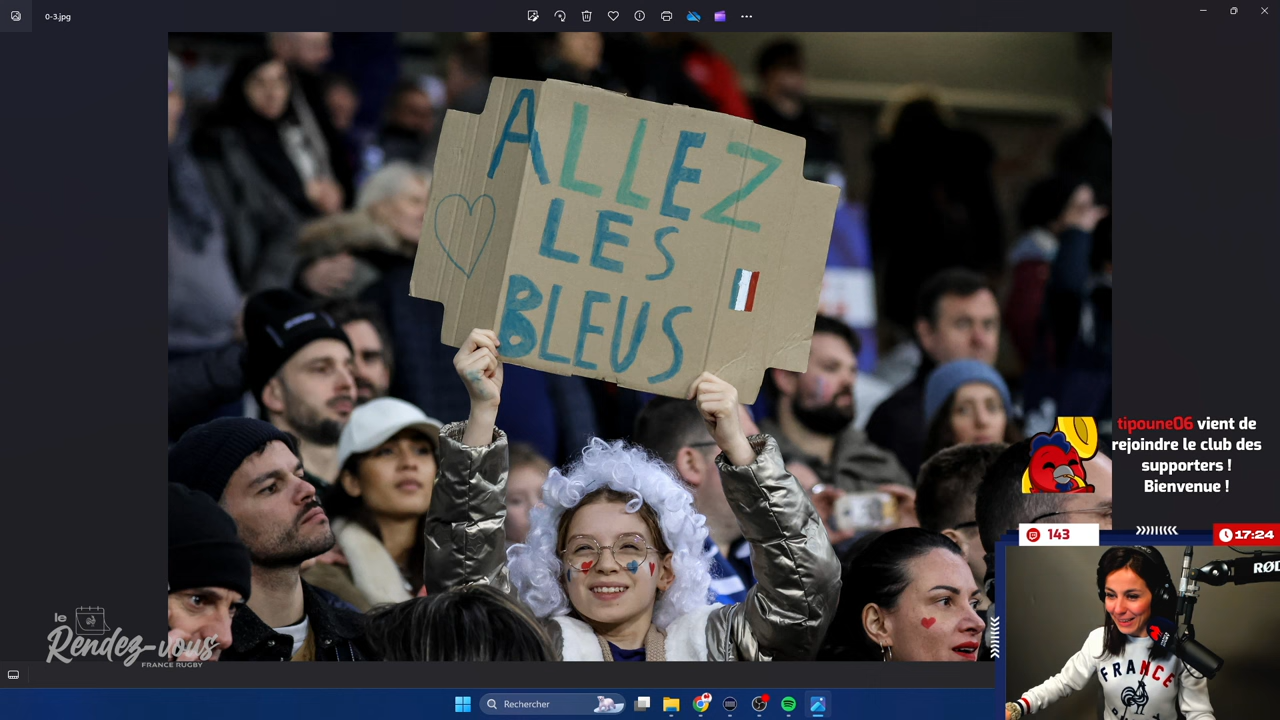 0-3.jpg
ALLEZ
LES
BLEUS
tipoune06 vient de
rejoindre le club des
supporters !
Bienvenue !
143
17:24
RØD
FRANCE
le
Rendez-vous
FRANCE RUGBY
Rechercher